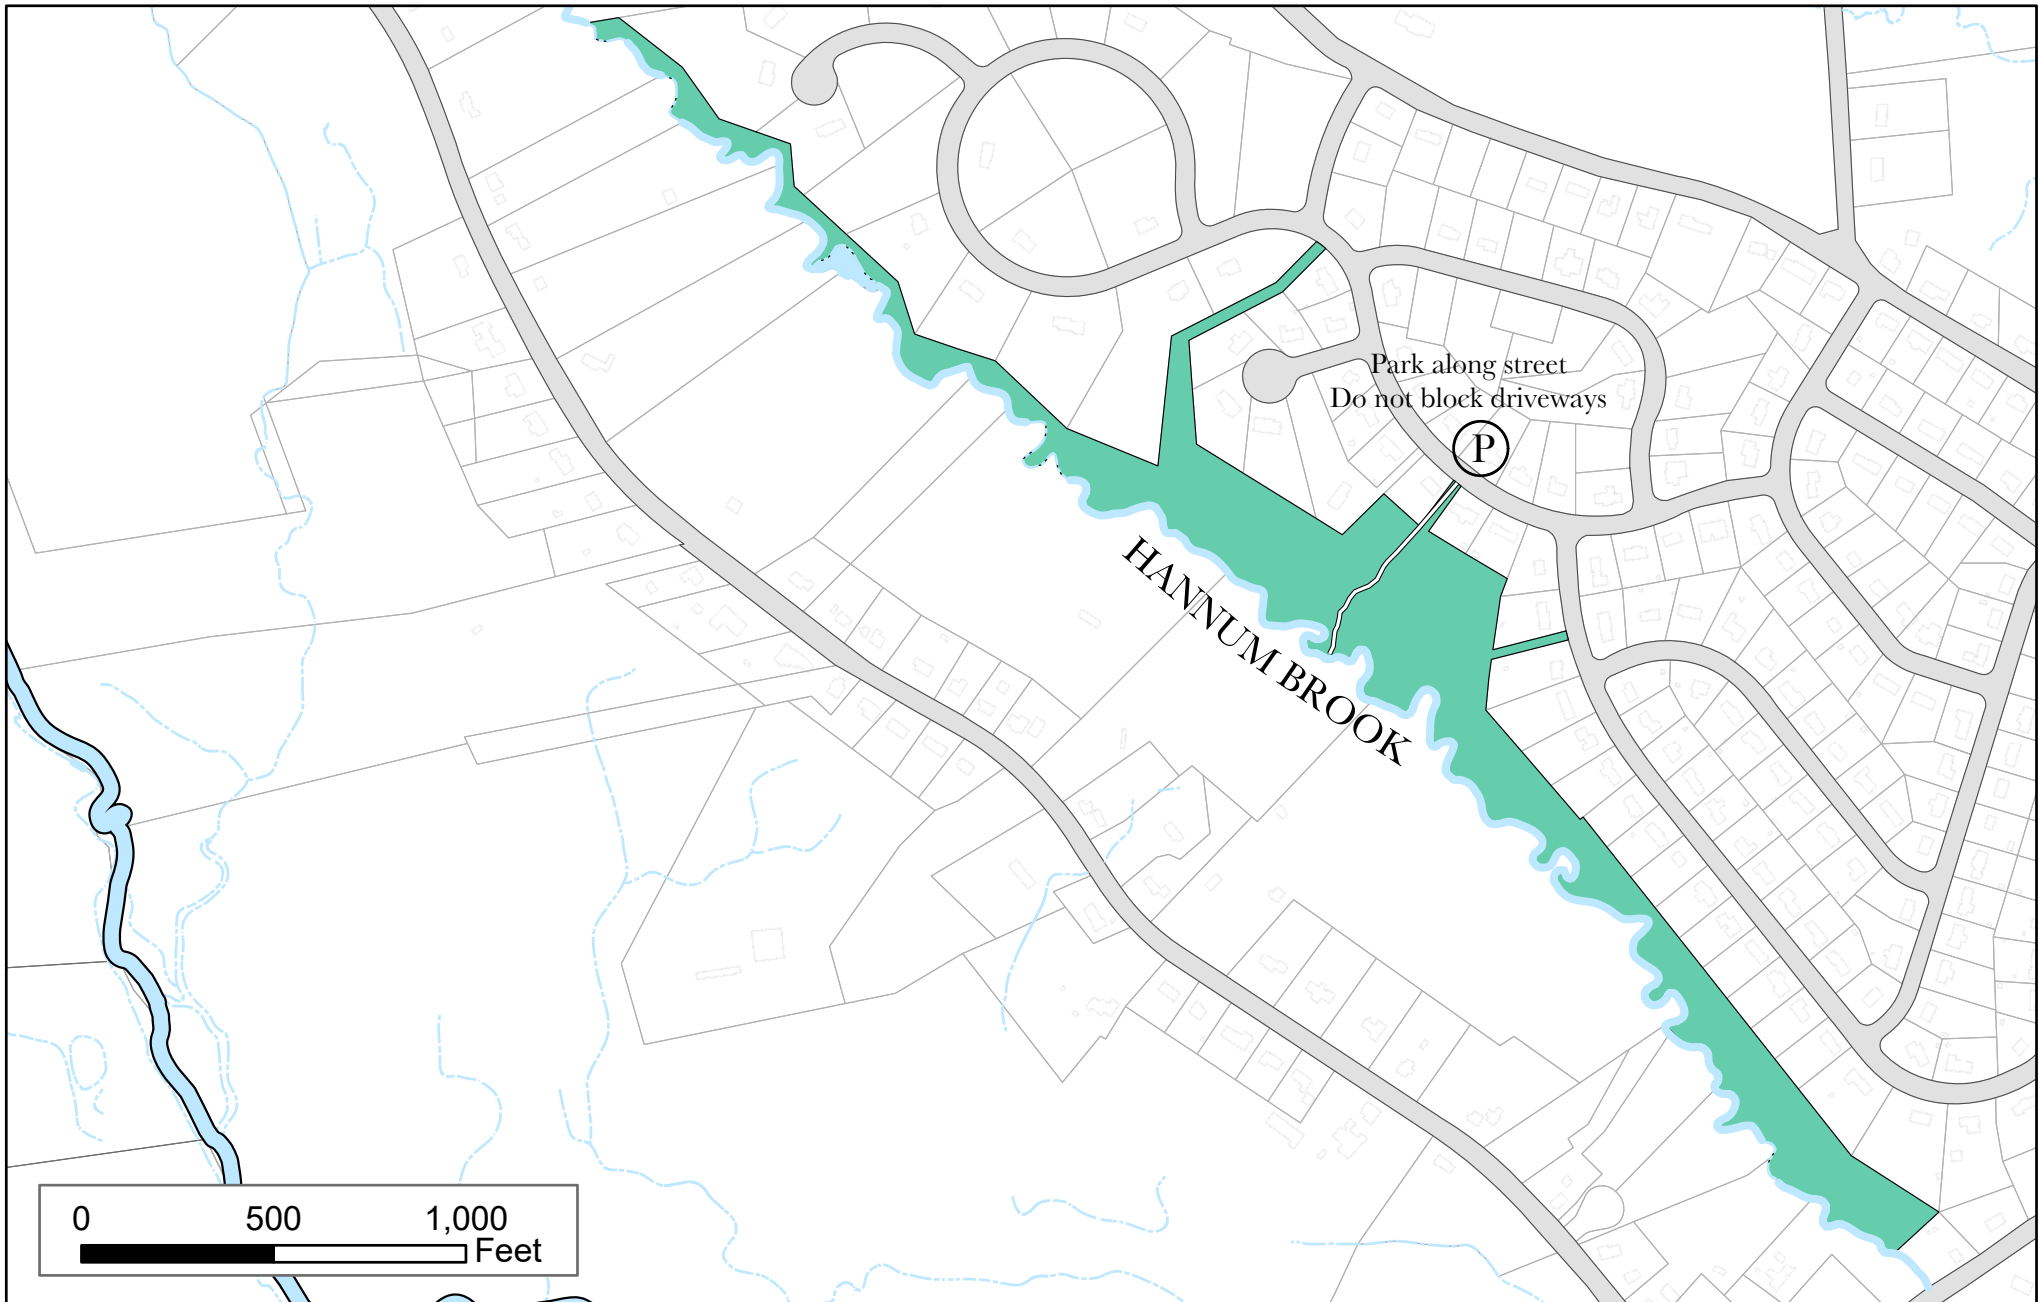 Park along street
Do not block driveways
P
HANNUM BROOK
0 500 1,000
Feet